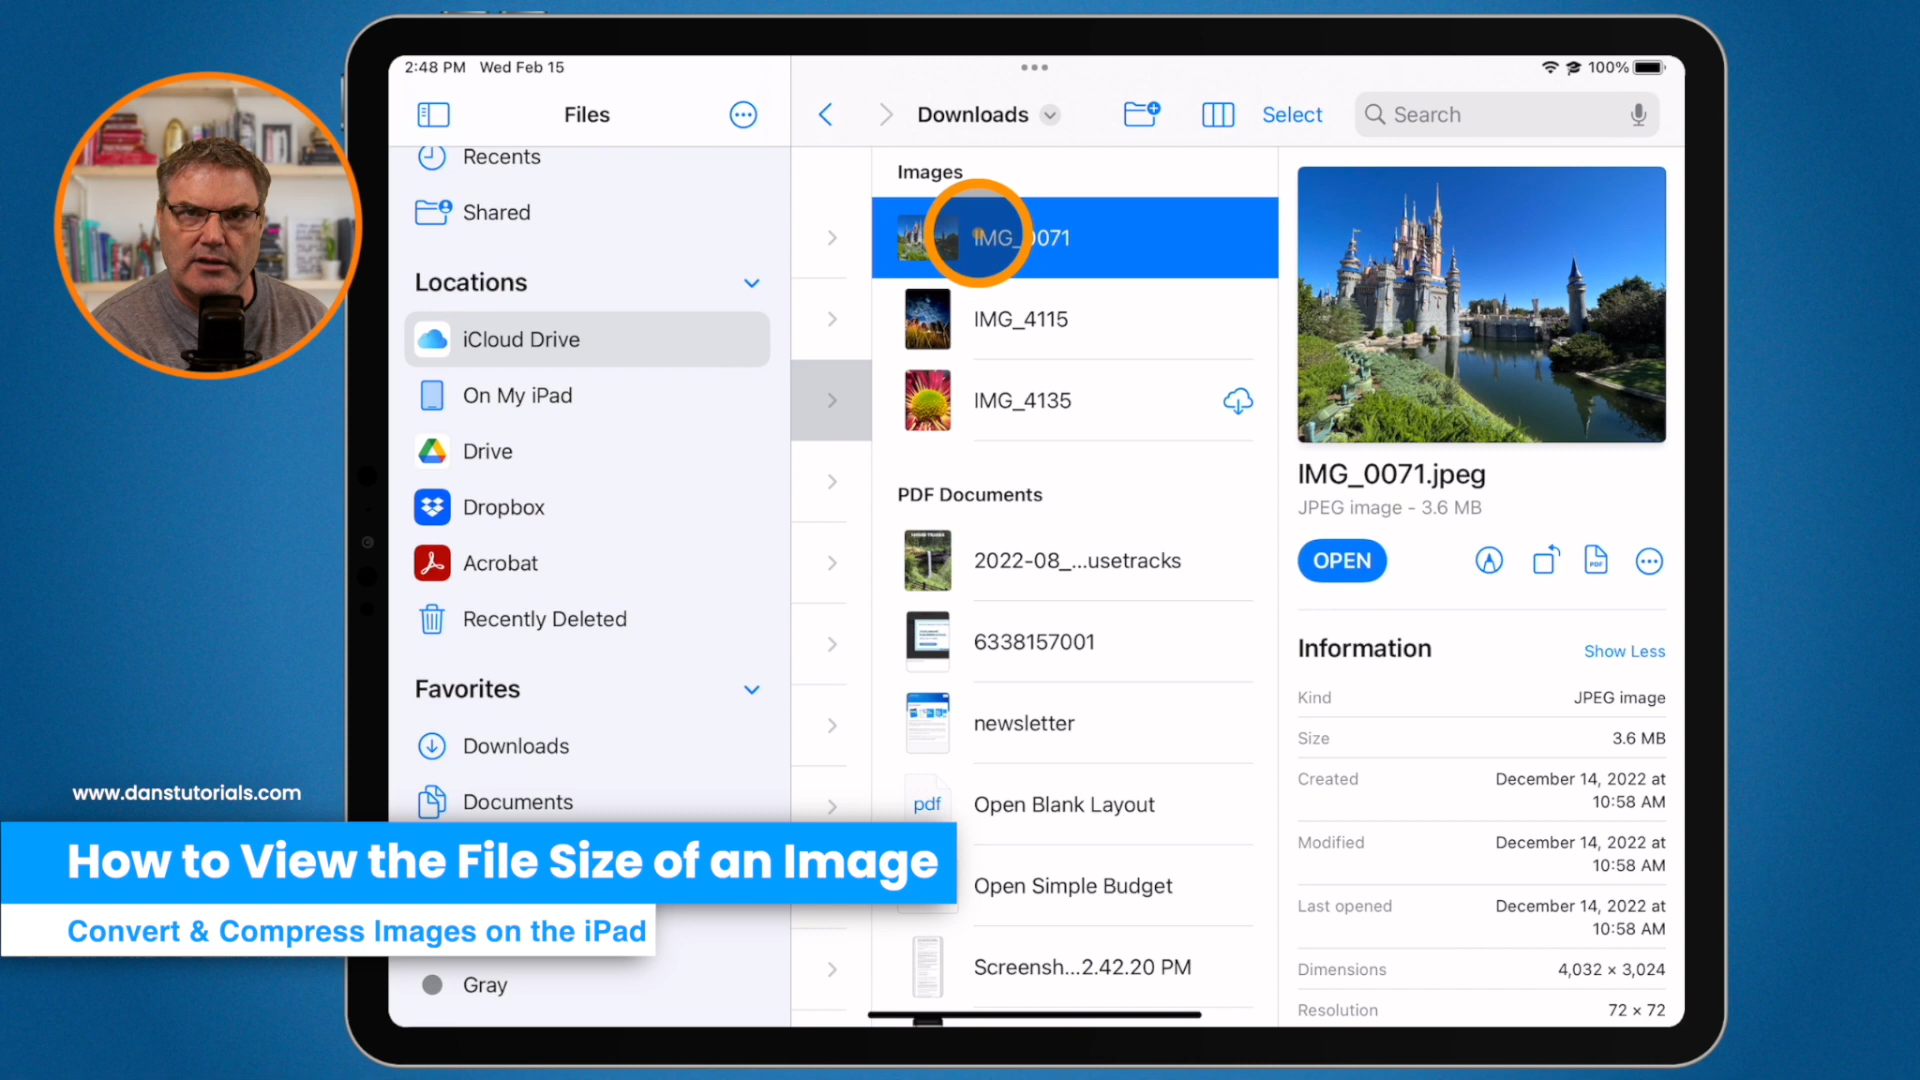 2:48 PM Wed Feb 15
100%
Files
Downloads
Select
Search
Recents
Shared
Locations
iCloud Drive
On My iPad
Drive
Dropbox
Acrobat
Recently Deleted
Favorites
Downloads
Documents
Gray
Images
IMG_0071
IMG_4115
IMG_4135
PDF Documents
2022-08_...usetracks
6338157001
newsletter
pdf
Open Blank Layout
Open Simple Budget
Screensh...2.42.20 PM
IMG_0071.jpeg
JPEG image - 3.6 MB
OPEN
PDF
Information
Show Less
Kind JPEG image
Size 3.6 MB
Created December 14, 2022 at
10:58 AM
Modified December 14, 2022 at
10:58 AM
Last opened December 14, 2022 at
10:58 AM
Dimensions 4,032 × 3,024
Resolution 72 × 72
www.danstutorials.com
How to View the File Size of an Image
Convert & Compress Images on the iPad